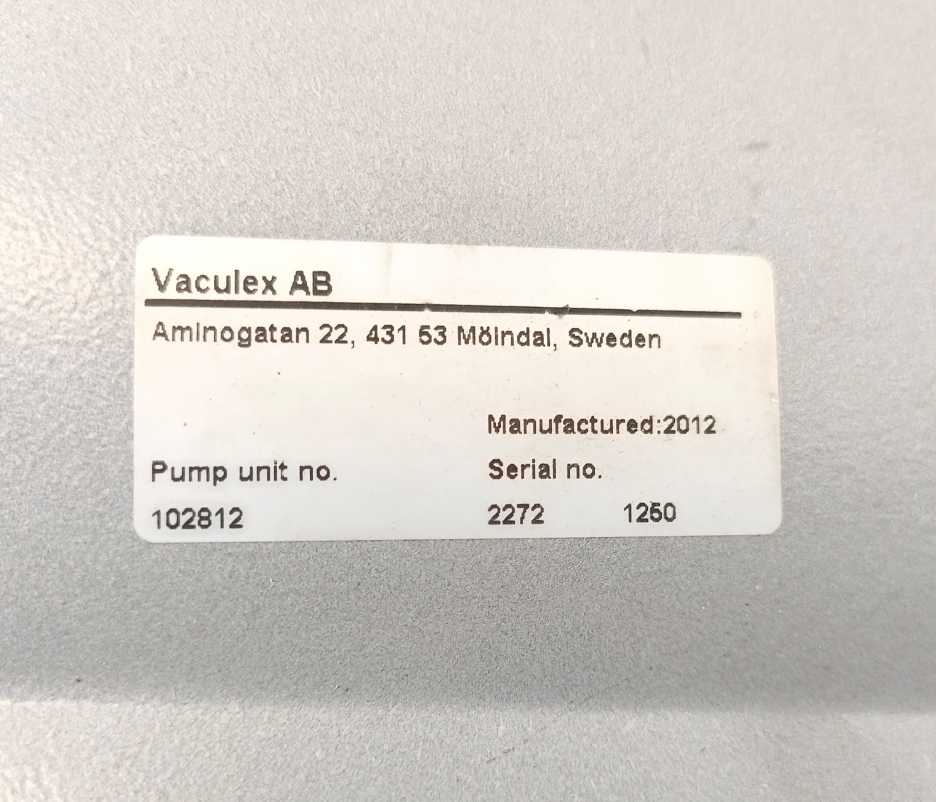 Vaculex AB
Aminogatan 22, 431 53 Mölndal, Sweden
Manufactured:2012
Pump unit no. Serial no.
102812 2272 1250